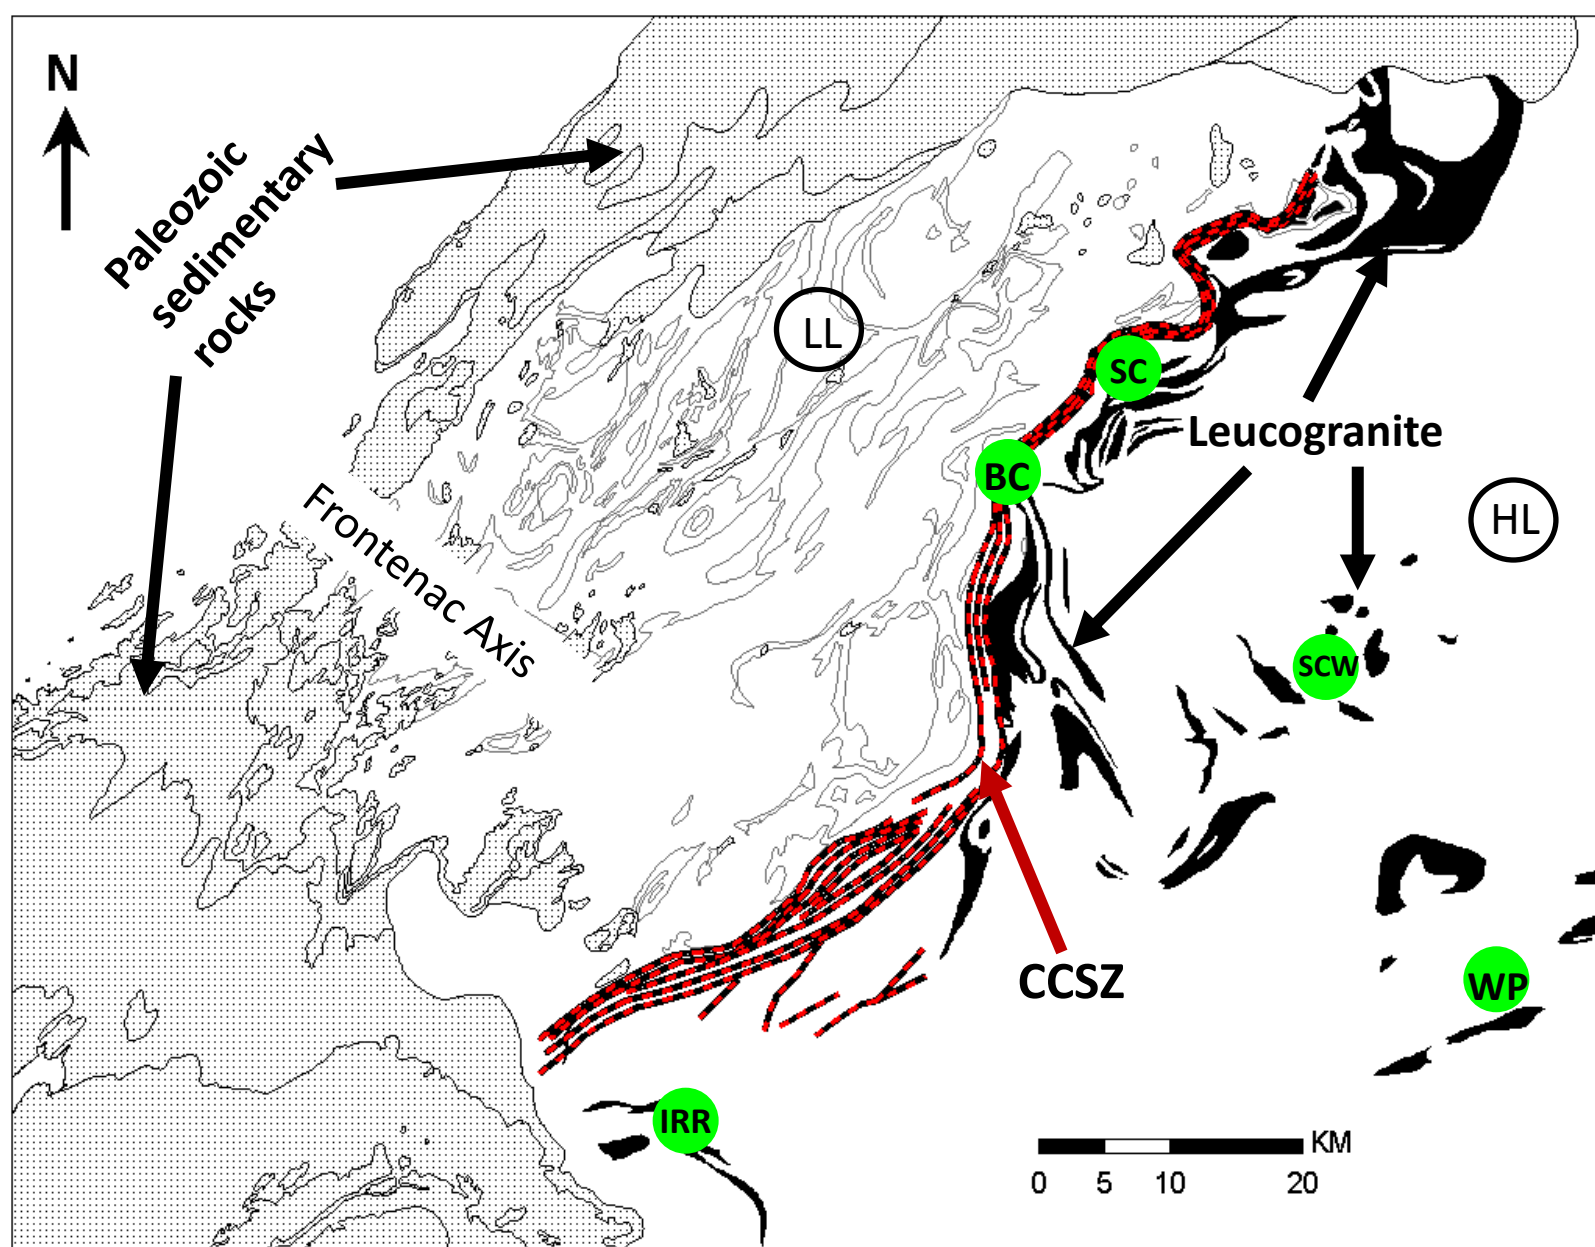 N
Paleozoic
sedimentary
rocks
LL
SC
Leucogranite
BC
HL
Frontenac Axis
SCW
CCSZ
WP
IRR
KM
0 5 10 20